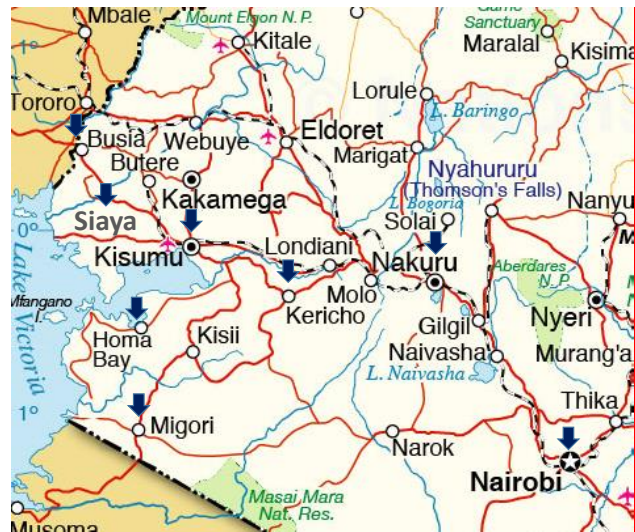 Mbale
Mount Elgon N. P.
Kitale
Game
Sanctuary
Maralal
Kisima
1°
Tororo
Lorule
L. Baringo
Busia
Webuye
Eldoret
Butere
Marigat
Nyahururu
(Thomson's Falls)
Kakamega
L. Bogoria
Siaya
Solai
Nanyu
0°
Kisumu
Londiani
Nakuru
Aberdares
N.P.
Lake Victoria
Mfangano
I.
Kericho
Molo
Nyeri
Homa
Bay
Kisii
Gilgil
Naivasha
Murang'a
L. Naivasha
1°
Thika
Migori
Narok
Nairobi
Masai Mara
Nat. Res.
Musoma